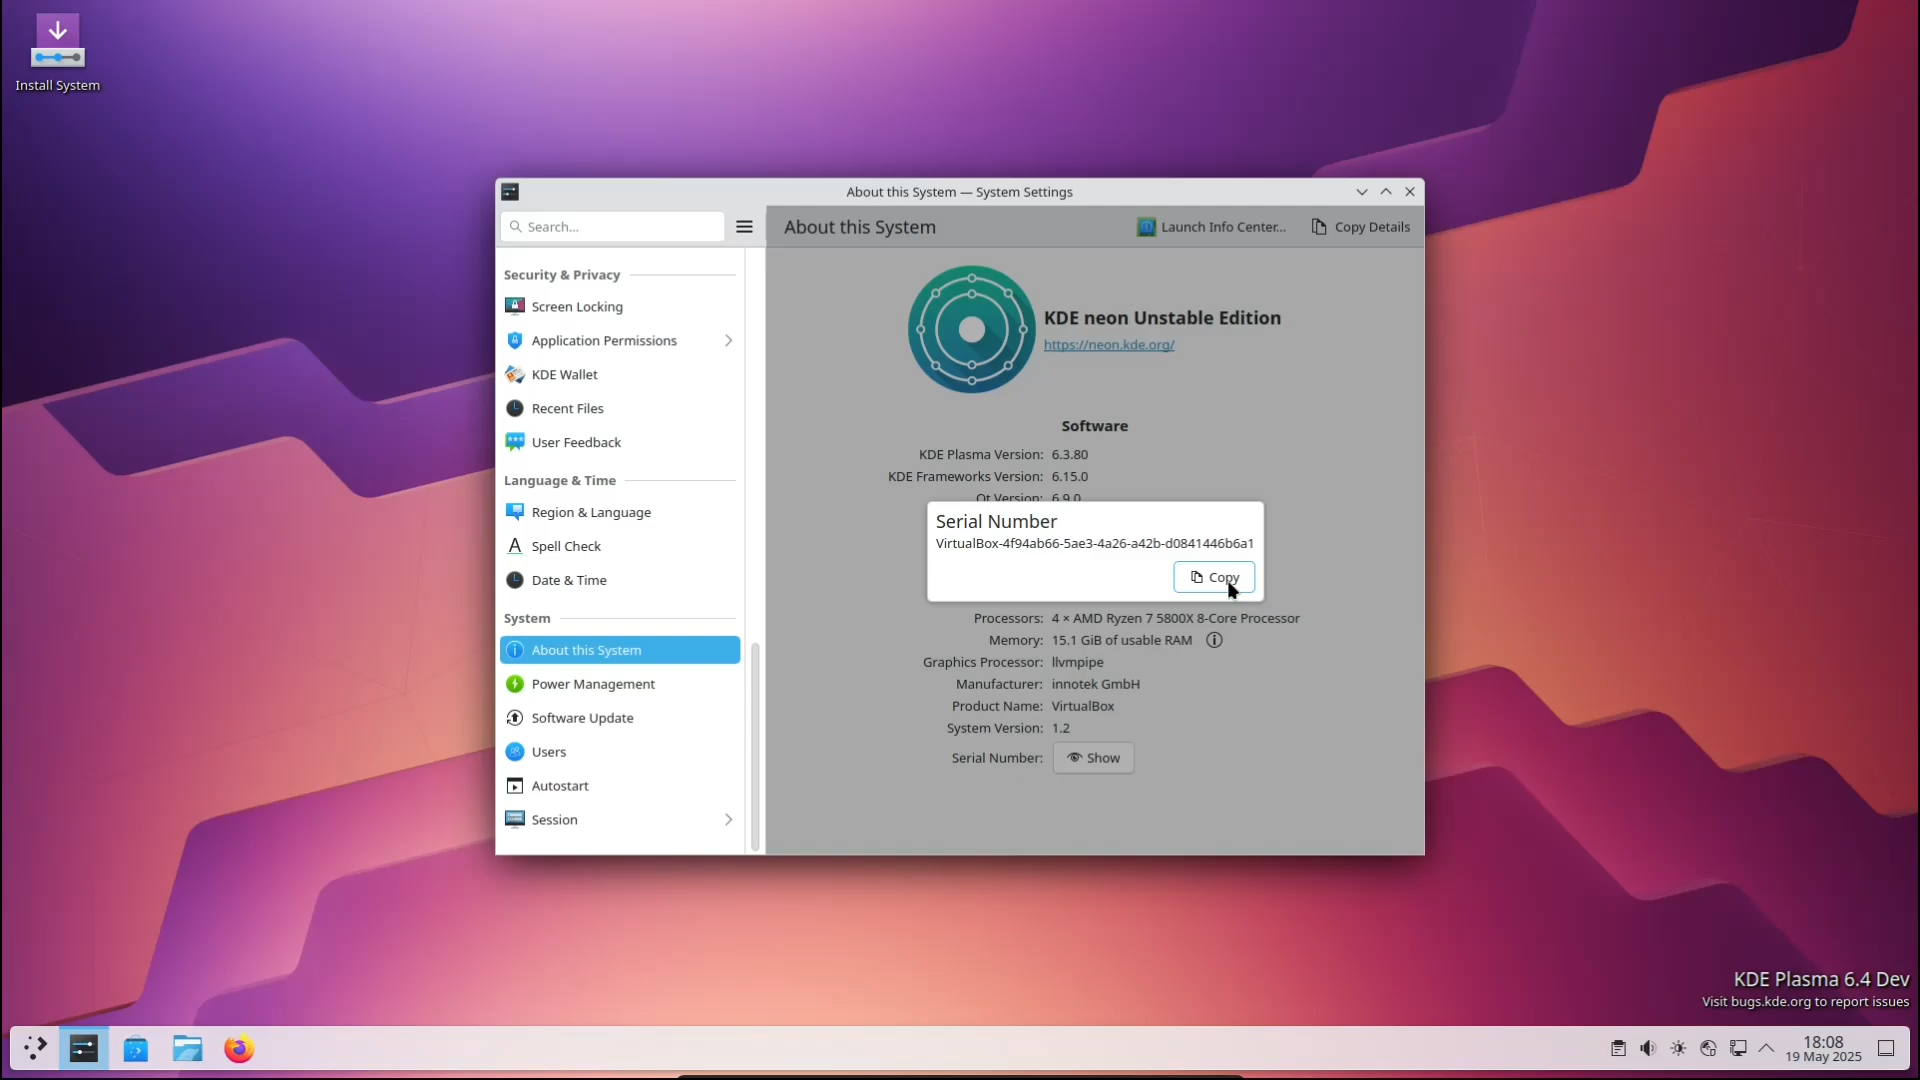 Install System
About this System — System Settings
Search...
About this System
Launch Info Center...
Copy Details
Security & Privacy
Screen Locking
Application Permissions
KDE Wallet
Recent Files
User Feedback
Language & Time
Region & Language
Spell Check
Date & Time
System
About this System
Power Management
Software Update
Users
Autostart
Session
KDE neon Unstable Edition
https://neon.kde.org/
Software
KDE Plasma Version: 6.3.80
KDE Frameworks Version: 6.15.0
Qt Version: 6.9.0
Serial Number
VirtualBox-4f94ab66-5ae3-4a26-a42b-d0841446b6a1
Copy
Processors: 4 × AMD Ryzen 7 5800X 8-Core Processor
Memory: 15.1 GiB of usable RAM
Graphics Processor: llvmpipe
Manufacturer: innotek GmbH
Product Name: VirtualBox
System Version: 1.2
Serial Number: Show
KDE Plasma 6.4 Dev
Visit bugs.kde.org to report issues
18:08
19 May 2025